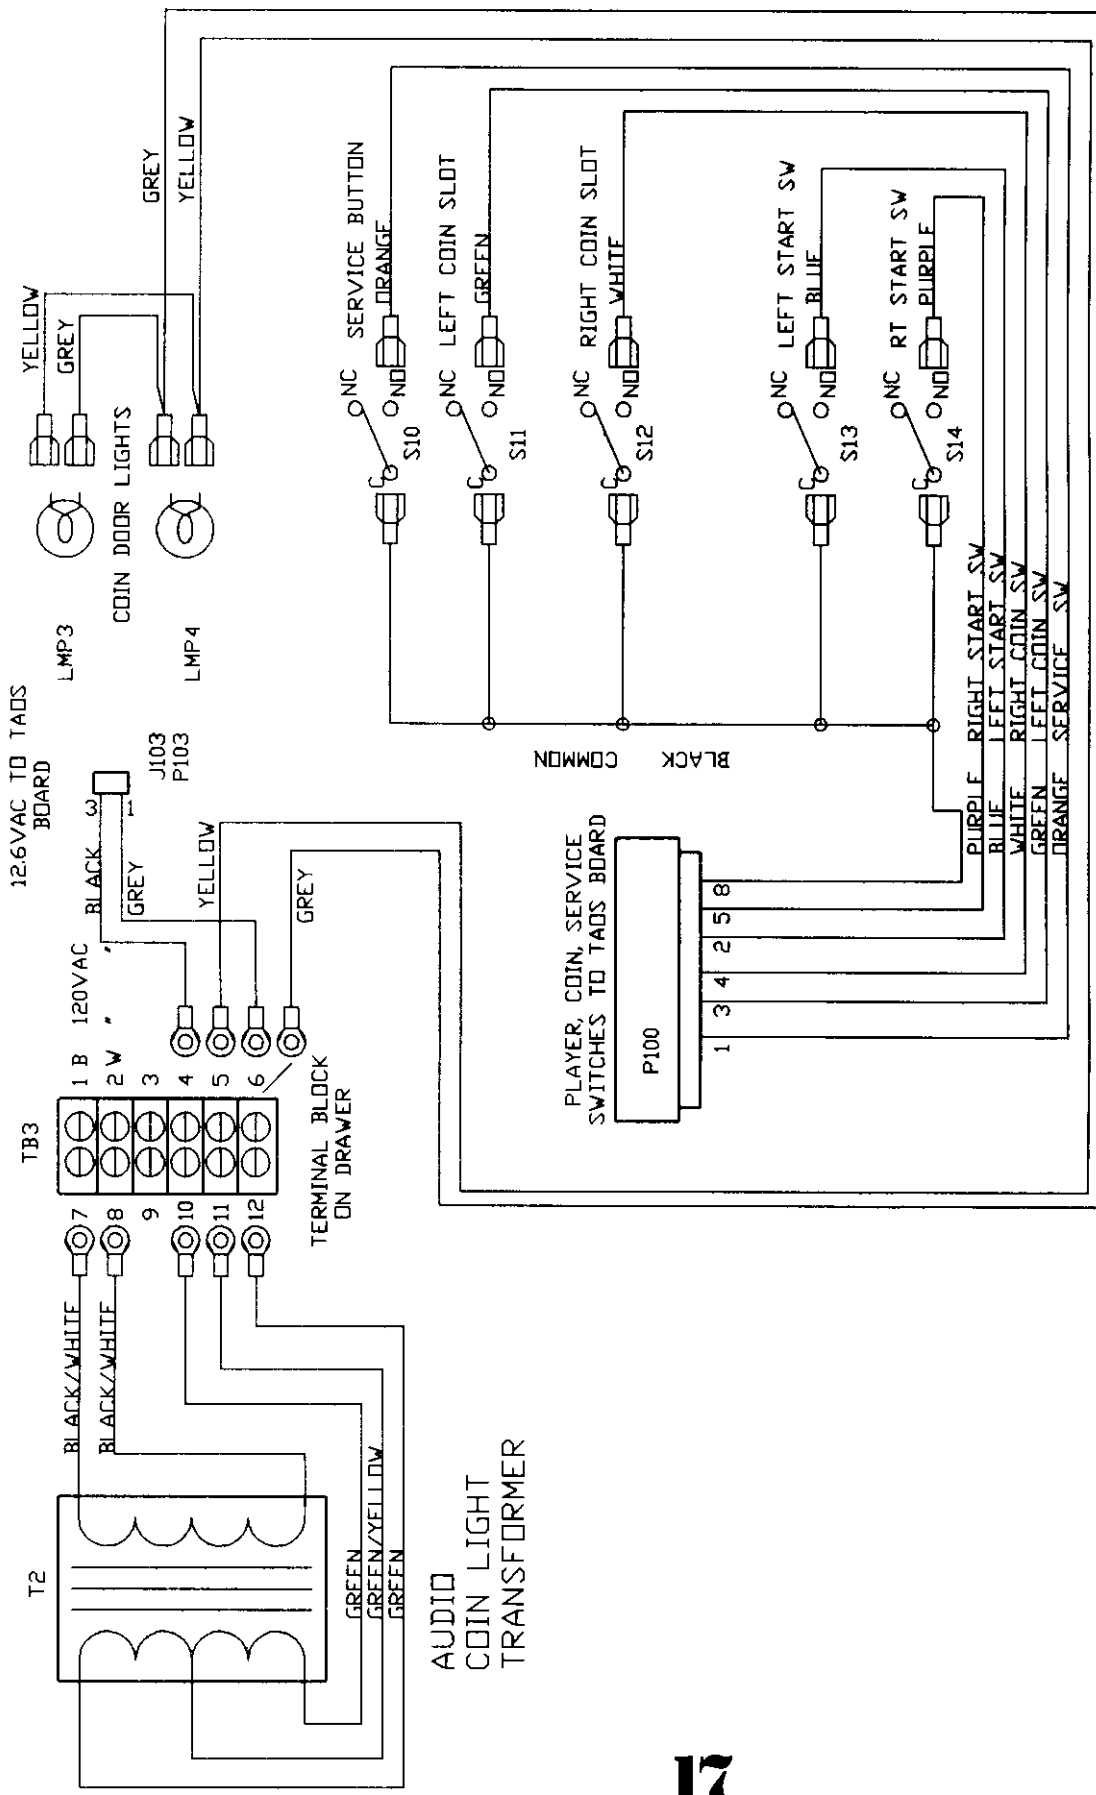 T2
BLACK/WHITE
BLACK/WHITE
GREEN
GREEN/YELLOW
GREEN
AUDIO
COIN LIGHT
TRANSFORMER
TB3
7
8
9
10
11
12
1 B 120VAC
2 W " "
3
4
5
6
TERMINAL BLOCK
ON DRAWER
12.6VAC TO TAOS
BOARD
BLACK
GREY
3
1
J103
P103
YELLOW
GREY
LMP3
LMP4
COIN DOOR LIGHTS
YELLOW
GREY
GREY
YELLOW
PLAYER, COIN, SERVICE
SWITCHES TO TAOS BOARD
P100
8
5
2
4
3
1
BLACK COMMON
C
NC
NO
S10
SERVICE BUTTON
ORANGE
C
NC
NO
S11
LEFT COIN SLOT
GREEN
C
NC
NO
S12
RIGHT COIN SLOT
WHITE
C
NC
NO
S13
LEFT START SW
BLUE
C
NC
NO
S14
RT START SW
PURPLE
PURPLE RIGHT START SW
BLUE LEFT START SW
WHITE RIGHT COIN SW
GREEN LEFT COIN SW
ORANGE SERVICE SW
17